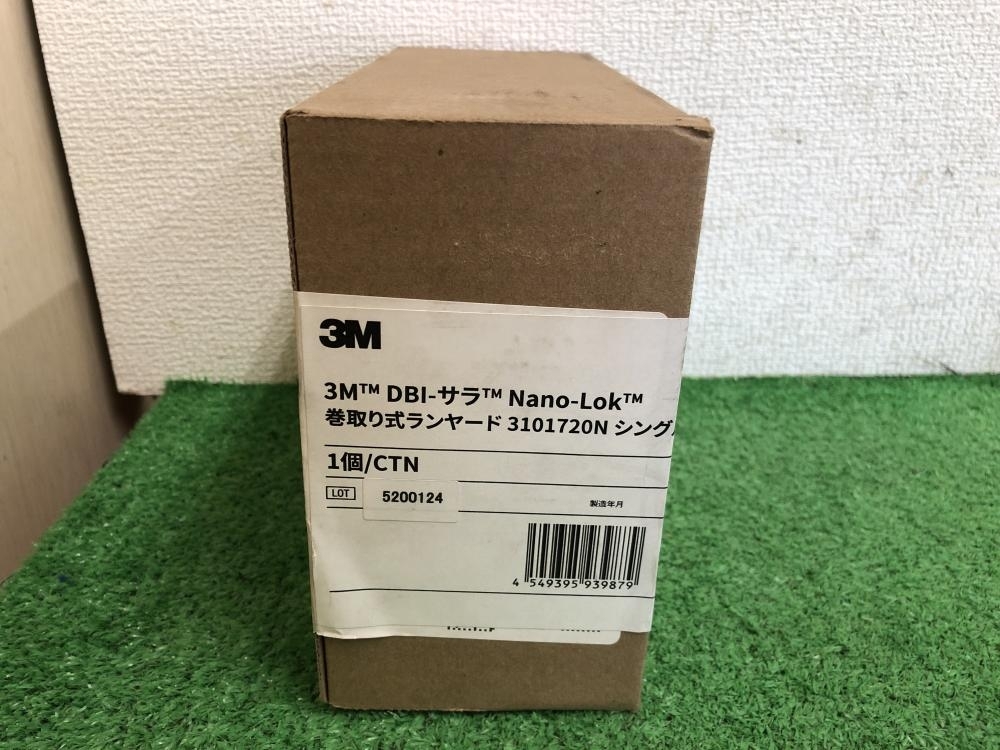 3M
3M™ DBI-サラ™ Nano-Lok™
巻取り式ランヤード 3101720N シング
1個/CTN
LOT 5200124 製造年月
4 549395 939879